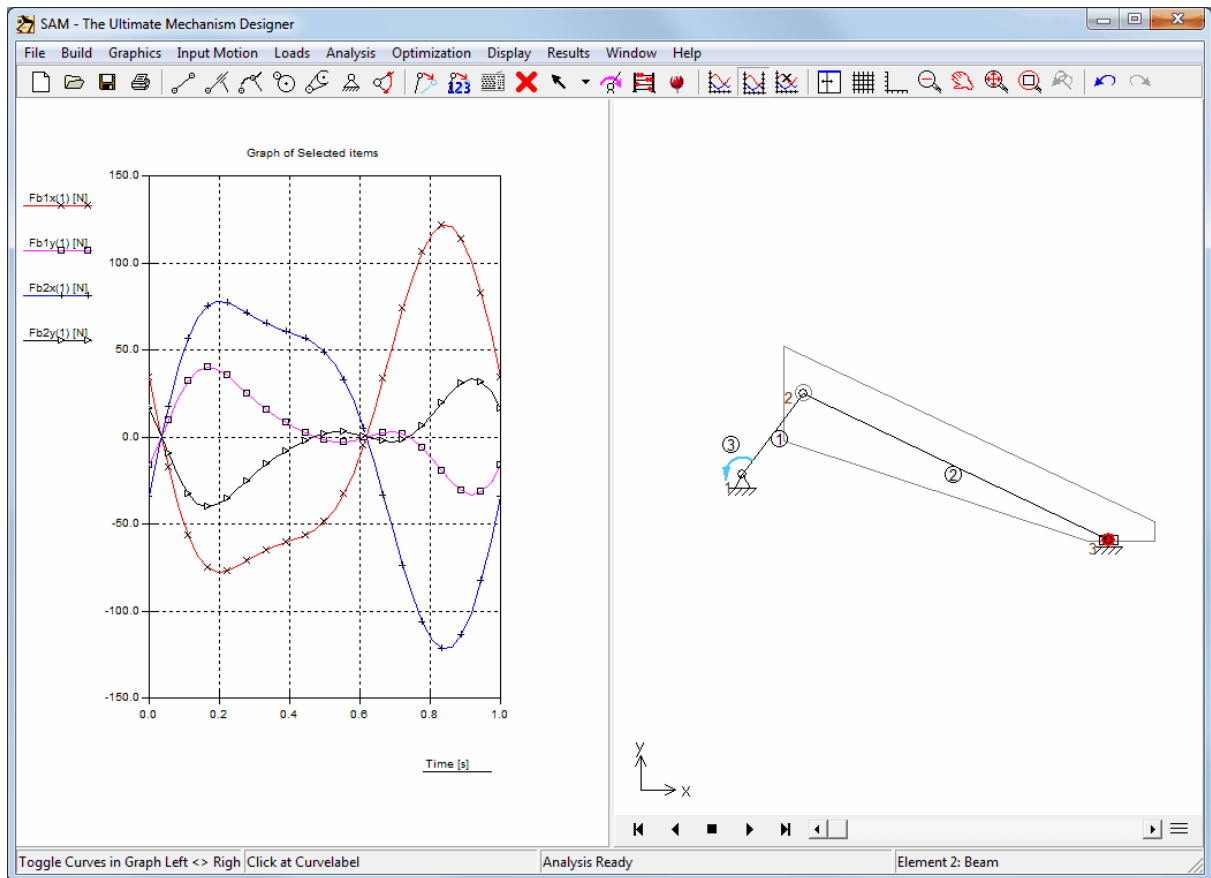 SAM - The Ultimate Mechanism Designer
File Build Graphics Input Motion Loads Analysis Optimization Display Results Window Help
123
Graph of Selected items
Fb1x(1) [N]
Fb1y(1) [N]
Fb2x(1) [N]
Fb2y(1) [N]
150.0
100.0
50.0
0.0
-50.0
-100.0
-150.0
0.0 0.2 0.4 0.6 0.8 1.0
Time [s]
2
3 1
1
2
3
y
x
Toggle Curves in Graph Left <> Righ Click at Curvelabel Analysis Ready Element 2: Beam